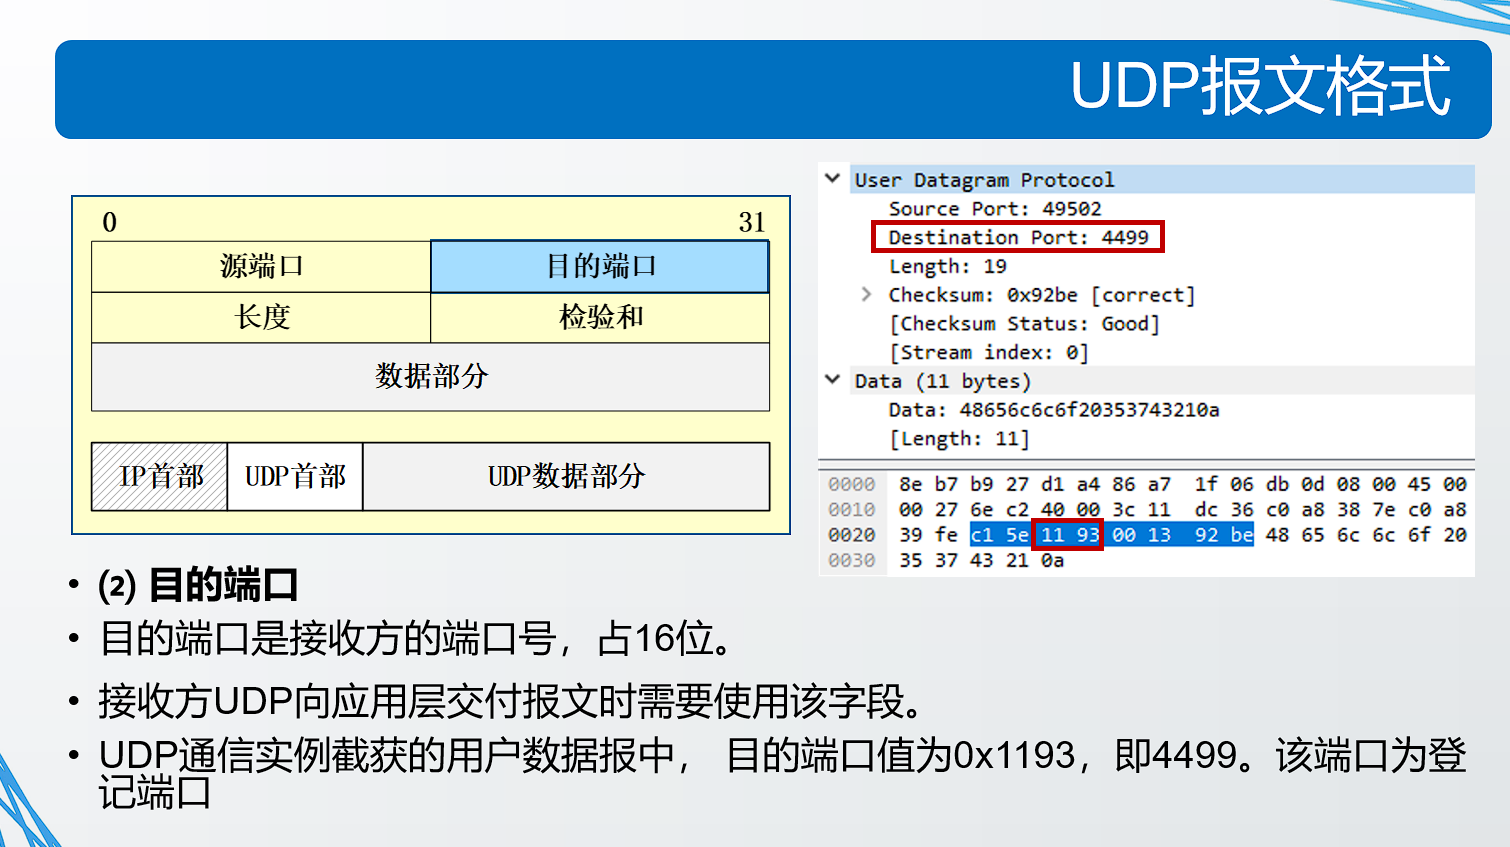 UDP报文格式
0 31
源端口 目的端口
长度 检验和
数据部分
IP首部 UDP首部 UDP数据部分
User Datagram Protocol
Source Port: 49502
Destination Port: 4499
Length: 19
Checksum: 0x92be [correct]
[Checksum Status: Good]
[Stream index: 0]
Data (11 bytes)
Data: 48656c6c6f20353743210a
[Length: 11]
0000 8e b7 b9 27 d1 a4 86 a7 1f 06 db 0d 08 00 45 00
0010 00 27 6e c2 40 00 3c 11 dc 36 c0 a8 38 7e c0 a8
0020 39 fe c1 5e 11 93 00 13 92 be 48 65 6c 6c 6f 20
0030 35 37 43 21 0a
• (2) 目的端口
• 目的端口是接收方的端口号，占16位。
• 接收方UDP向应用层交付报文时需要使用该字段。
• UDP通信实例截获的用户数据报中， 目的端口值为0x1193，即4499。该端口为登
记端口